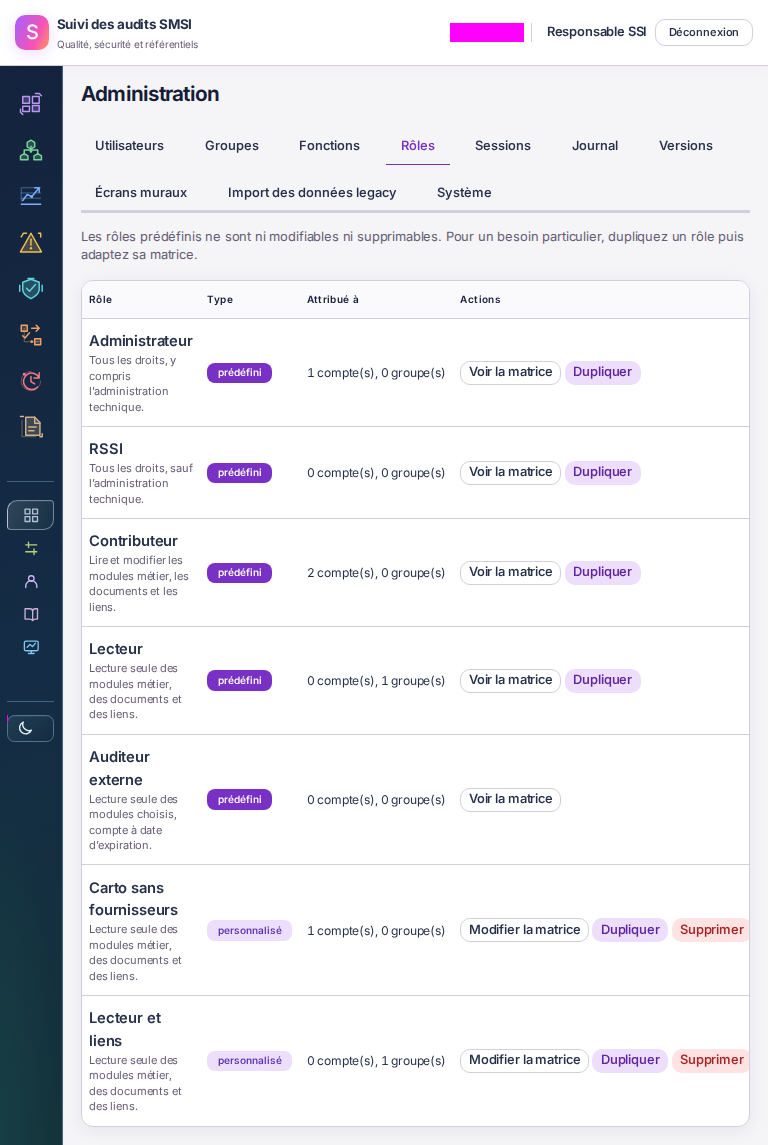 S
Suivi des audits SMSI
Qualité, sécurité et référentiels
Responsable SSI
Déconnexion
Administration
Utilisateurs Groupes Fonctions Rôles Sessions Journal Versions
Écrans muraux Import des données legacy Système
Les rôles prédéfinis ne sont ni modifiables ni supprimables. Pour un besoin particulier, dupliquez un rôle puis
adaptez sa matrice.
Rôle Type Attribué à Actions
Administrateur
Tous les droits, y
compris
l'administration
technique.
prédéfini 1 compte(s), 0 groupe(s) Voir la matrice Dupliquer
RSSI
Tous les droits, sauf
l'administration
technique.
prédéfini 0 compte(s), 0 groupe(s) Voir la matrice Dupliquer
Contributeur
Lire et modifier les
modules métier, les
documents et les
liens.
prédéfini 2 compte(s), 0 groupe(s) Voir la matrice Dupliquer
Lecteur
Lecture seule des
modules métier,
des documents et
des liens.
prédéfini 0 compte(s), 1 groupe(s) Voir la matrice Dupliquer
Auditeur
externe
Lecture seule des
modules choisis,
compte à date
d'expiration.
prédéfini 0 compte(s), 0 groupe(s) Voir la matrice
Carto sans
fournisseurs
Lecture seule des
modules métier,
des documents et
des liens.
personnalisé 1 compte(s), 0 groupe(s) Modifier la matrice Dupliquer Supprimer
Lecteur et
liens
Lecture seule des
modules métier,
des documents et
des liens.
personnalisé 0 compte(s), 1 groupe(s) Modifier la matrice Dupliquer Supprimer